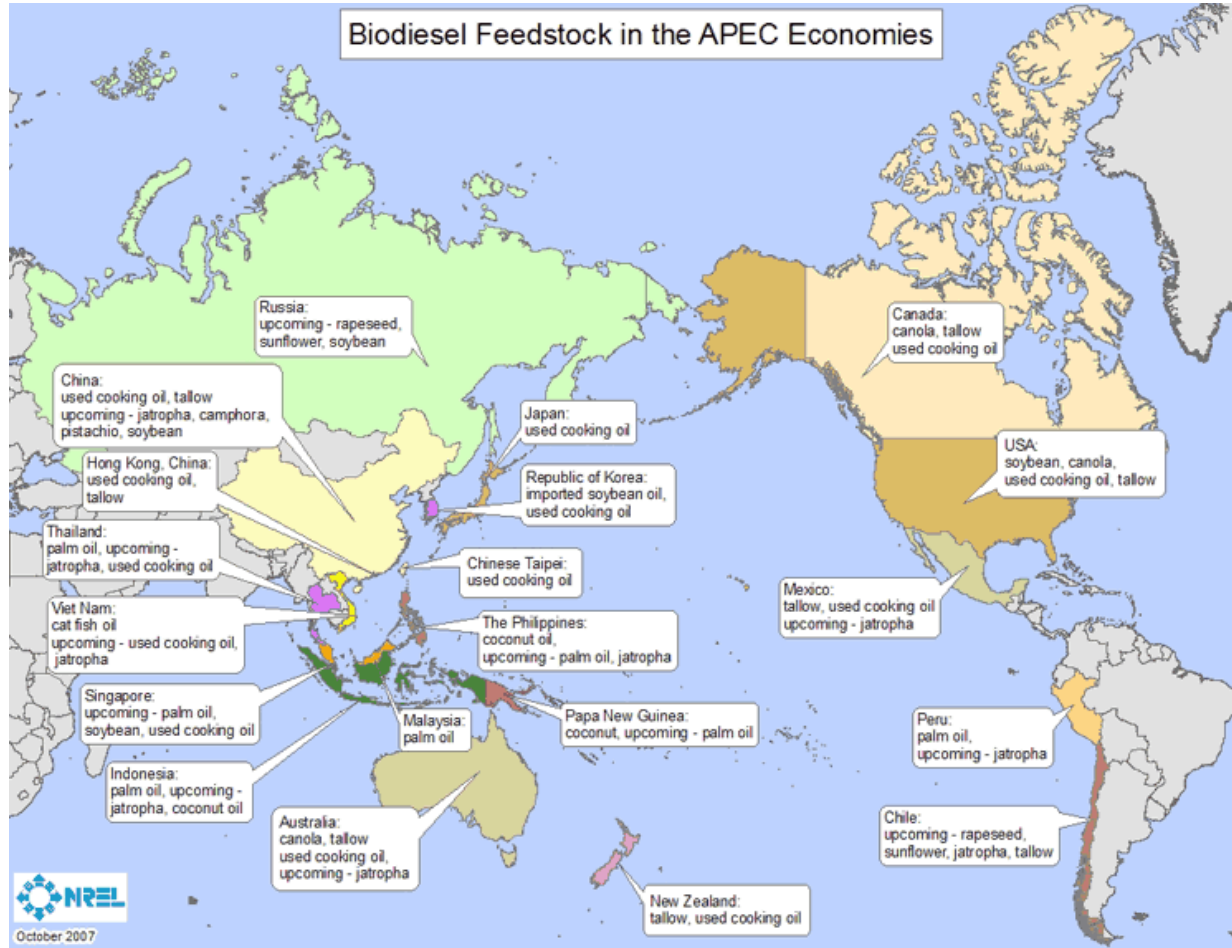 Biodiesel Feedstock in the APEC Economies
Russia:
upcoming - rapeseed,
sunflower, soybean
Canada:
canola, tallow
used cooking oil
China:
used cooking oil, tallow
upcoming - jatropha, camphora,
pistachio, soybean
Japan:
used cooking oil
USA:
soybean, canola,
used cooking oil, tallow
Hong Kong, China:
used cooking oil,
tallow
Republic of Korea:
imported soybean oil,
used cooking oil
Thailand:
palm oil, upcoming -
jatropha, used cooking oil
Chinese Taipei:
used cooking oil
Mexico:
tallow, used cooking oil
upcoming - jatropha
Viet Nam:
cat fish oil
upcoming - used cooking oil,
jatropha
The Philippines:
coconut oil,
upcoming - palm oil, jatropha
Singapore:
upcoming - palm oil,
soybean, used cooking oil
Malaysia:
palm oil
Papa New Guinea:
coconut, upcoming - palm oil
Peru:
palm oil,
upcoming - jatropha
Indonesia:
palm oil, upcoming -
jatropha, coconut oil
Australia:
canola, tallow
used cooking oil,
upcoming - jatropha
Chile:
upcoming - rapeseed,
sunflower, jatropha, tallow
New Zealand:
tallow, used cooking oil
NREL
October 2007